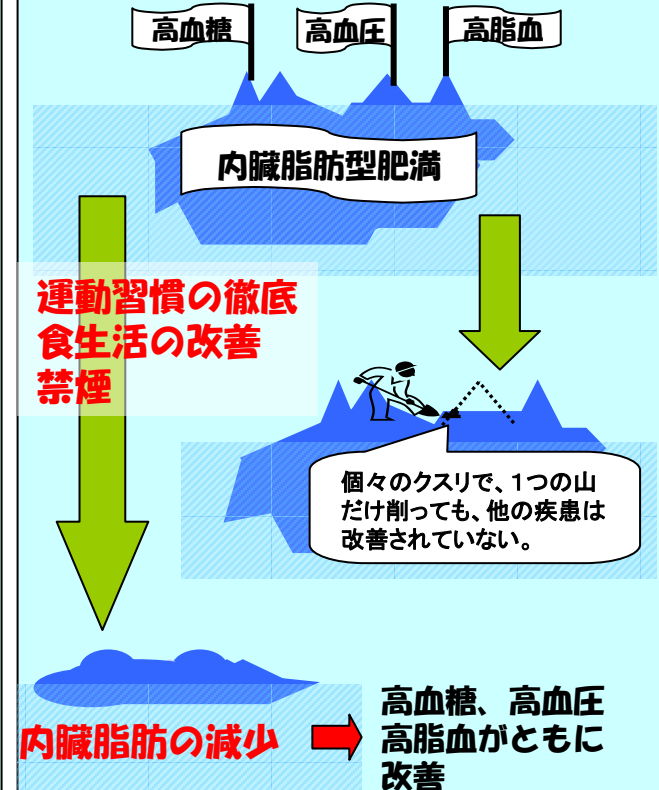 高血糖
高血圧
高脂血
内臓脂肪型肥満
運動習慣の徹底
食生活の改善
禁煙
個々のクスリで、１つの山
だけ削っても、他の疾患は
改善されていない。
内臓脂肪の減少
高血糖、高血圧
高脂血がともに
改善